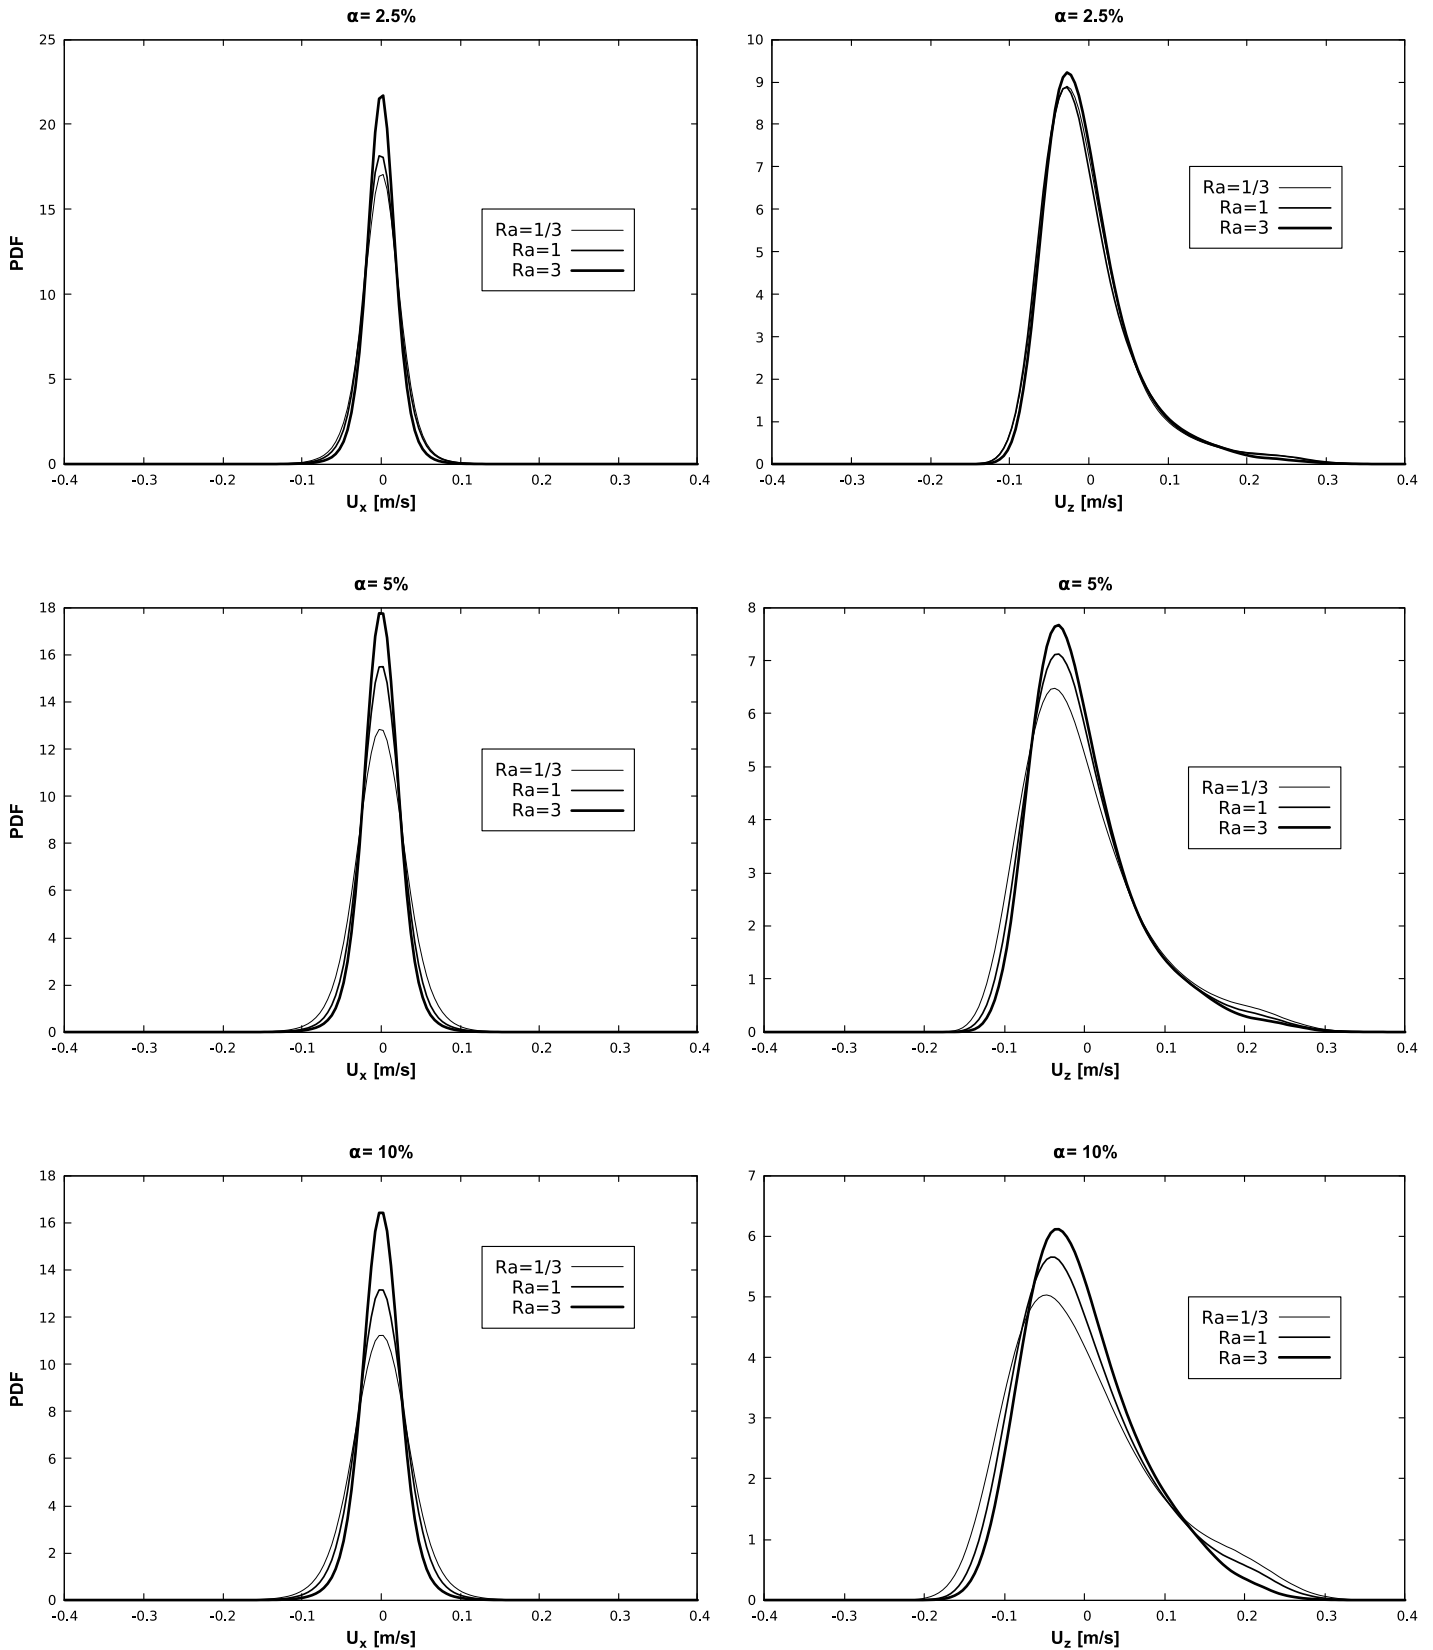 α= 2.5%
25
20
15
10
5
0
PDF
Ra=1/3
Ra=1
Ra=3
-0.4 -0.3 -0.2 -0.1 0 0.1 0.2 0.3 0.4
Ux [m/s]
α= 2.5%
10
9
8
7
6
5
4
3
2
1
0
Ra=1/3
Ra=1
Ra=3
-0.4 -0.3 -0.2 -0.1 0 0.1 0.2 0.3 0.4
Uz [m/s]
α= 5%
18
16
14
12
10
8
6
4
2
0
PDF
Ra=1/3
Ra=1
Ra=3
-0.4 -0.3 -0.2 -0.1 0 0.1 0.2 0.3 0.4
Ux [m/s]
α= 5%
8
7
6
5
4
3
2
1
0
Ra=1/3
Ra=1
Ra=3
-0.4 -0.3 -0.2 -0.1 0 0.1 0.2 0.3 0.4
Uz [m/s]
α= 10%
18
16
14
12
10
8
6
4
2
0
PDF
Ra=1/3
Ra=1
Ra=3
-0.4 -0.3 -0.2 -0.1 0 0.1 0.2 0.3 0.4
Ux [m/s]
α= 10%
7
6
5
4
3
2
1
0
Ra=1/3
Ra=1
Ra=3
-0.4 -0.3 -0.2 -0.1 0 0.1 0.2 0.3 0.4
Uz [m/s]